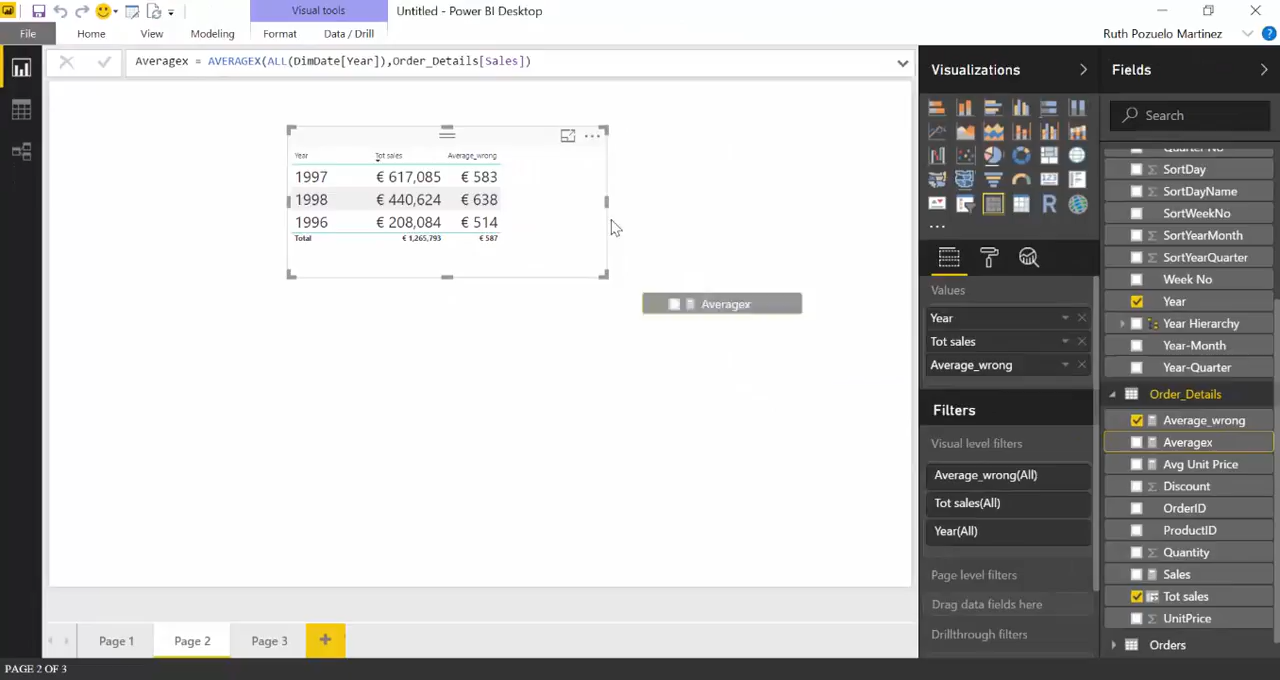 Visual tools
Untitled - Power BI Desktop
File
Home
View
Modeling
Format
Data / Drill
Ruth Pozuelo Martinez
?
Averagex = AVERAGEX(ALL(DimDate[Year]),Order_Details[Sales])
Year Tot sales Average_wrong
1997 € 617,085 € 583
1998 € 440,624 € 638
1996 € 208,084 € 514
Total € 1,265,793 € 587
Averagex
Visualizations
R
Values
Year
Tot sales
Average_wrong
Filters
Visual level filters
Average_wrong(All)
Tot sales(All)
Year(All)
Page level filters
Drag data fields here
Drillthrough filters
Fields
Search
Quarter No
SortDay
SortDayName
SortWeekNo
SortYearMonth
SortYearQuarter
Week No
Year
Year Hierarchy
Year-Month
Year-Quarter
Order_Details
Average_wrong
Averagex
Avg Unit Price
Discount
OrderID
ProductID
Quantity
Sales
Tot sales
UnitPrice
Orders
Page 1
Page 2
Page 3
PAGE 2 OF 3